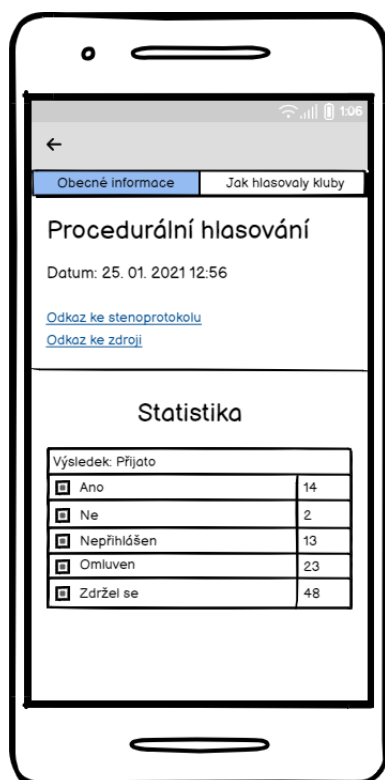 1:06
Obecné informace Jak hlasovaly kluby
Procedurální hlasování
Datum: 25. 01. 2021 12:56
Odkaz ke stenoprotokolu
Odkaz ke zdroji
Statistika
Výsledek: Přijato
Ano 14
Ne 2
Nepřihlášen 13
Omluven 23
Zdržel se 48